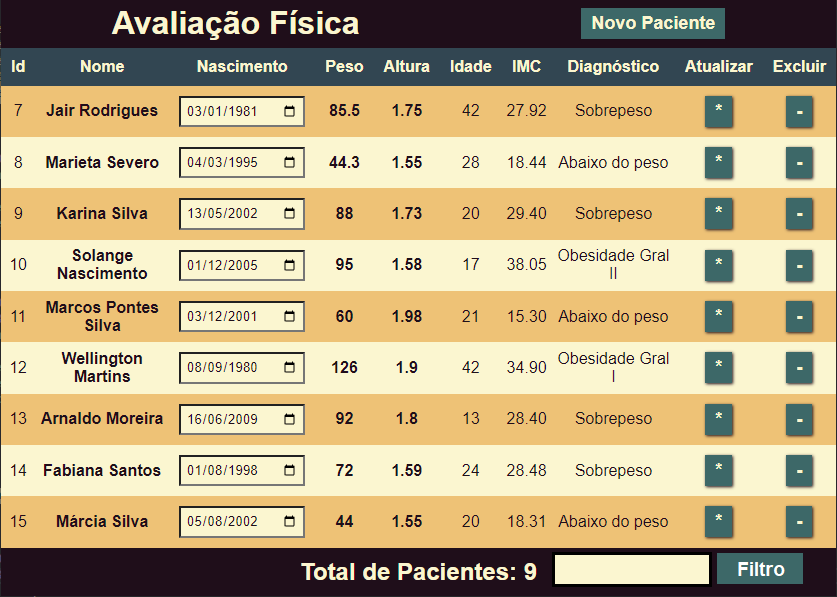 Avaliação Física Novo Paciente
Id Nome Nascimento Peso Altura Idade IMC Diagnóstico Atualizar Excluir
7 Jair Rodrigues 03/01/1981 85.5 1.75 42 27.92 Sobrepeso * -
8 Marieta Severo 04/03/1995 44.3 1.55 28 18.44 Abaixo do peso * -
9 Karina Silva 13/05/2002 88 1.73 20 29.40 Sobrepeso * -
10 Solange Nascimento 01/12/2005 95 1.58 17 38.05 Obesidade Gral II * -
11 Marcos Pontes Silva 03/12/2001 60 1.98 21 15.30 Abaixo do peso * -
12 Wellington Martins 08/09/1980 126 1.9 42 34.90 Obesidade Gral I * -
13 Arnaldo Moreira 16/06/2009 92 1.8 13 28.40 Sobrepeso * -
14 Fabiana Santos 01/08/1998 72 1.59 24 28.48 Sobrepeso * -
15 Márcia Silva 05/08/2002 44 1.55 20 18.31 Abaixo do peso * -
Total de Pacientes: 9 Filtro